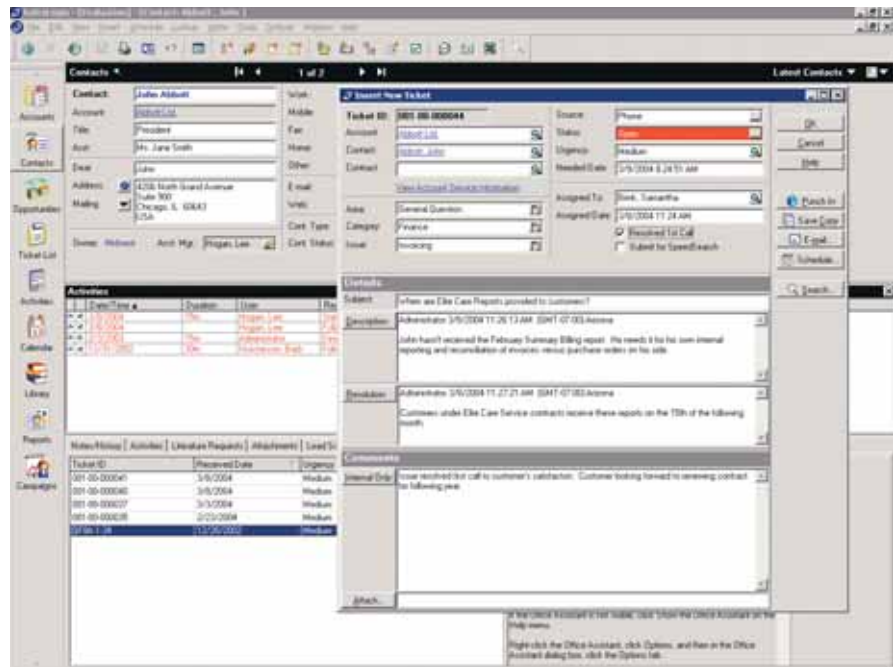 Contacts
1 of 2
Latest Contacts
Contact: John Abbott
Account: Abbott Ltd.
Title: President
Asst: Ms. Jane Smith
Dear: John
Address: 4206 North Grand Avenue
Suite 900
Mailing: Chicago, IL 60643
USA
Owner: Midwest Acct Mgr. Hogan, Lee
Work:
Mobile:
Fax:
Home:
Other:
E-mail:
Web:
Cont. Type
Cont. Status
Accounts
Contacts
Opportunities
Ticket List
Activities
Calendar
Library
Reports
Campaigns
Insert New Ticket
Ticket ID: 001-00-000044
Account: Abbott Ltd.
Contact: Abbott, John
Contract:
View Account Service Information
Area: General Question
Category: Finance
Issue: Invoicing
Source: Phone
Status: Open
Urgency: Medium
Needed Date: 3/9/2004 8:24:55 AM
Assigned To:
Samantha
Assigned Date: 3/8/2004 11:24 AM
Resolved 1st Call
Submit for SpeedSearch
OK
Cancel
Help
Punch In
Save Copy
E-mail...
Schedule...
Search...
Details
Subject: When are Elite Care Reports provided to customers?
Description: Administrator 3/8/2004 11:26:13 AM (GMT-07:00) Arizona
John hasn't received the February Summary Billing report. He needs it for his own internal
reporting and reconciliation of invoices versus purchase orders on his side.
Resolution: Administrator 3/8/2004 11:27:21 AM (GMT-07:00) Arizona
Customers under Elite Care Service contracts receive these reports on the 15th of the following
month.
Comments
Internal Only: Issue resolved first call to customer's satisfaction. Customer looking forward to renewing contract
for following year.
Attach...
Activities
Date/Time Duration User
Notes/History Activities Literature Requests Attachments
Ticket ID Received Date Urgency
001-00-000041 3/8/2004 Medium
001-00-000040 3/8/2004 Medium
001-00-000037 3/3/2004 Medium
2/23/2004 Medium
Medium
If the Office Assistant is not visible, click Show the Office Assistant on the
Help menu.
Right-click the Office Assistant, click Options, and then in the Office
Assistant dialog box, click the Options tab.